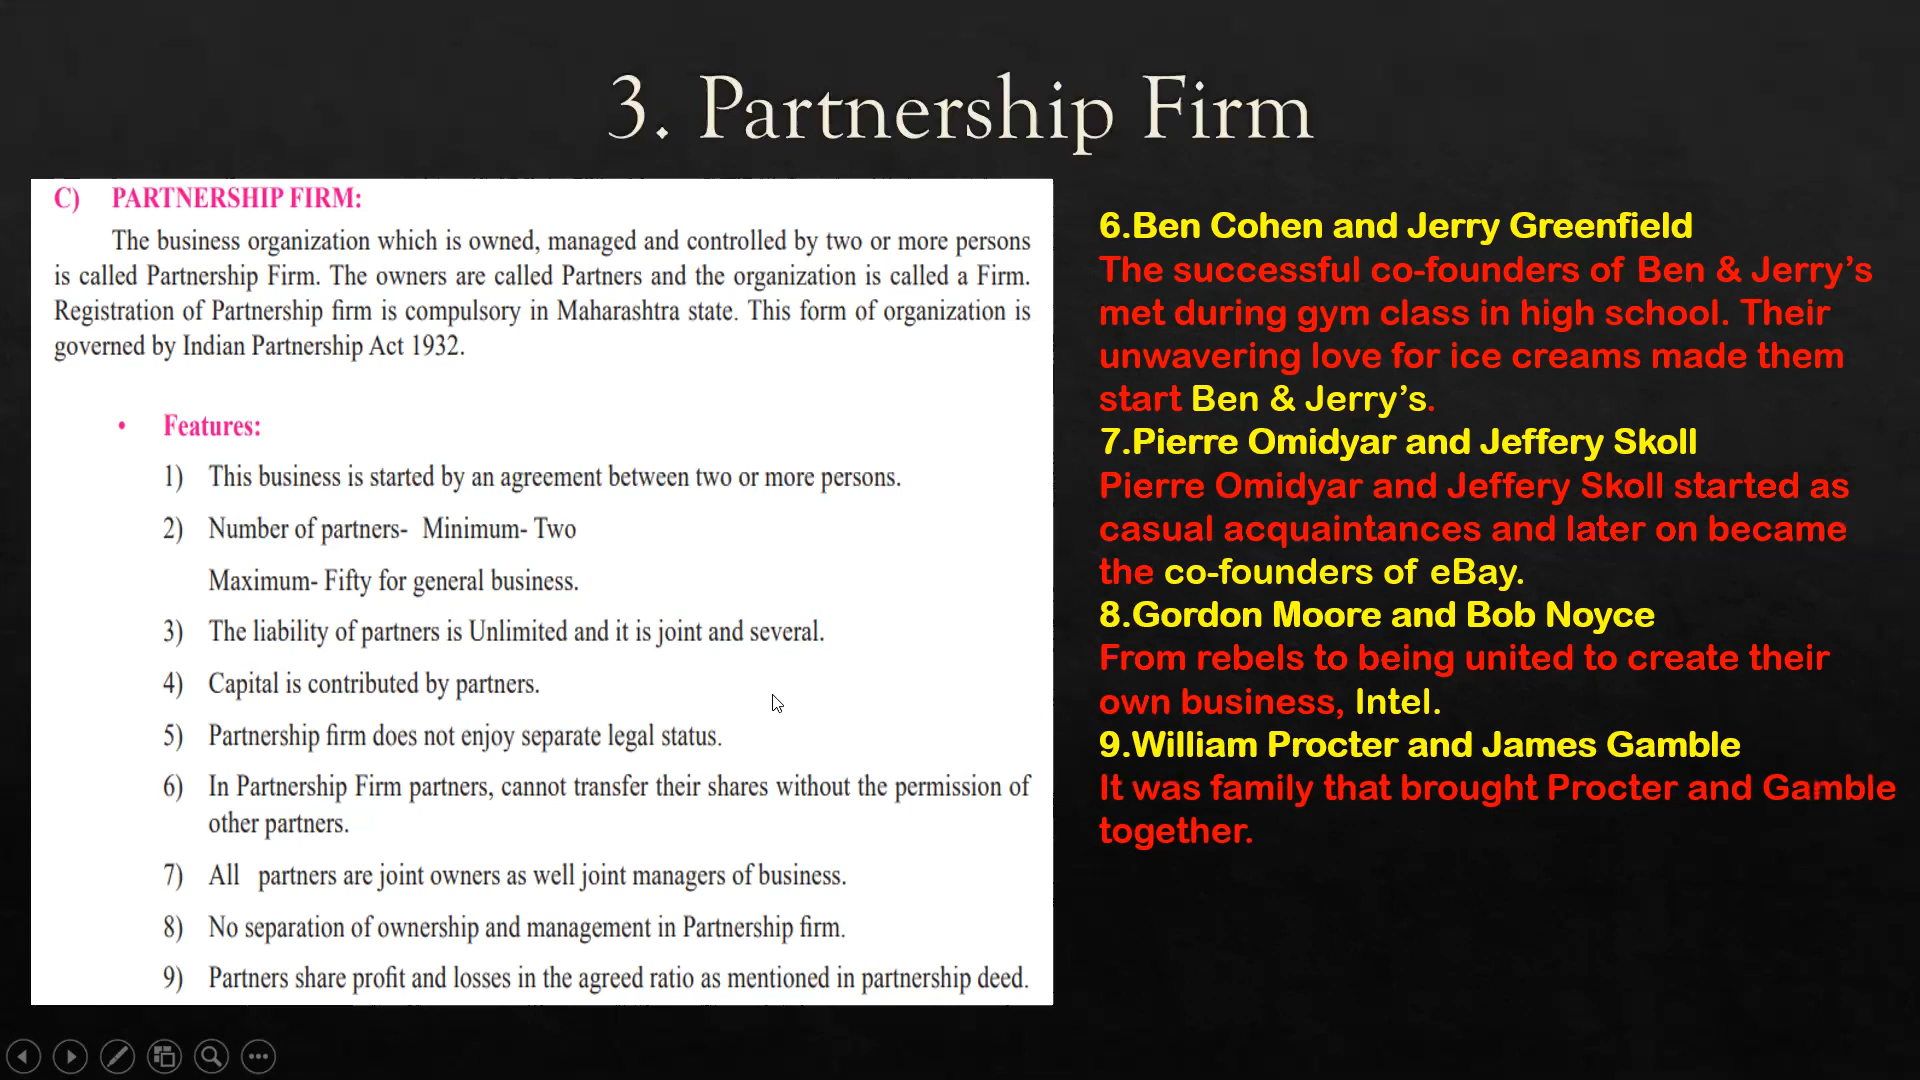 3. Partnership Firm
C) PARTNERSHIP FIRM:
The business organization which is owned, managed and controlled by two or more persons
is called Partnership Firm. The owners are called Partners and the organization is called a Firm.
Registration of Partnership firm is compulsory in Maharashtra state. This form of organization is
governed by Indian Partnership Act 1932.
• Features:
1) This business is started by an agreement between two or more persons.
2) Number of partners- Minimum- Two
Maximum- Fifty for general business.
3) The liability of partners is Unlimited and it is joint and several.
4) Capital is contributed by partners.
5) Partnership firm does not enjoy separate legal status.
6) In Partnership Firm partners, cannot transfer their shares without the permission of
other partners.
7) All partners are joint owners as well joint managers of business.
8) No separation of ownership and management in Partnership firm.
9) Partners share profit and losses in the agreed ratio as mentioned in partnership deed.
6.Ben Cohen and Jerry Greenfield
The successful co-founders of Ben & Jerry’s
met during gym class in high school. Their
unwavering love for ice creams made them
start Ben & Jerry’s.
7.Pierre Omidyar and Jeffery Skoll
Pierre Omidyar and Jeffery Skoll started as
casual acquaintances and later on became
the co-founders of eBay.
8.Gordon Moore and Bob Noyce
From rebels to being united to create their
own business, Intel.
9.William Procter and James Gamble
It was family that brought Procter and Gamble
together.